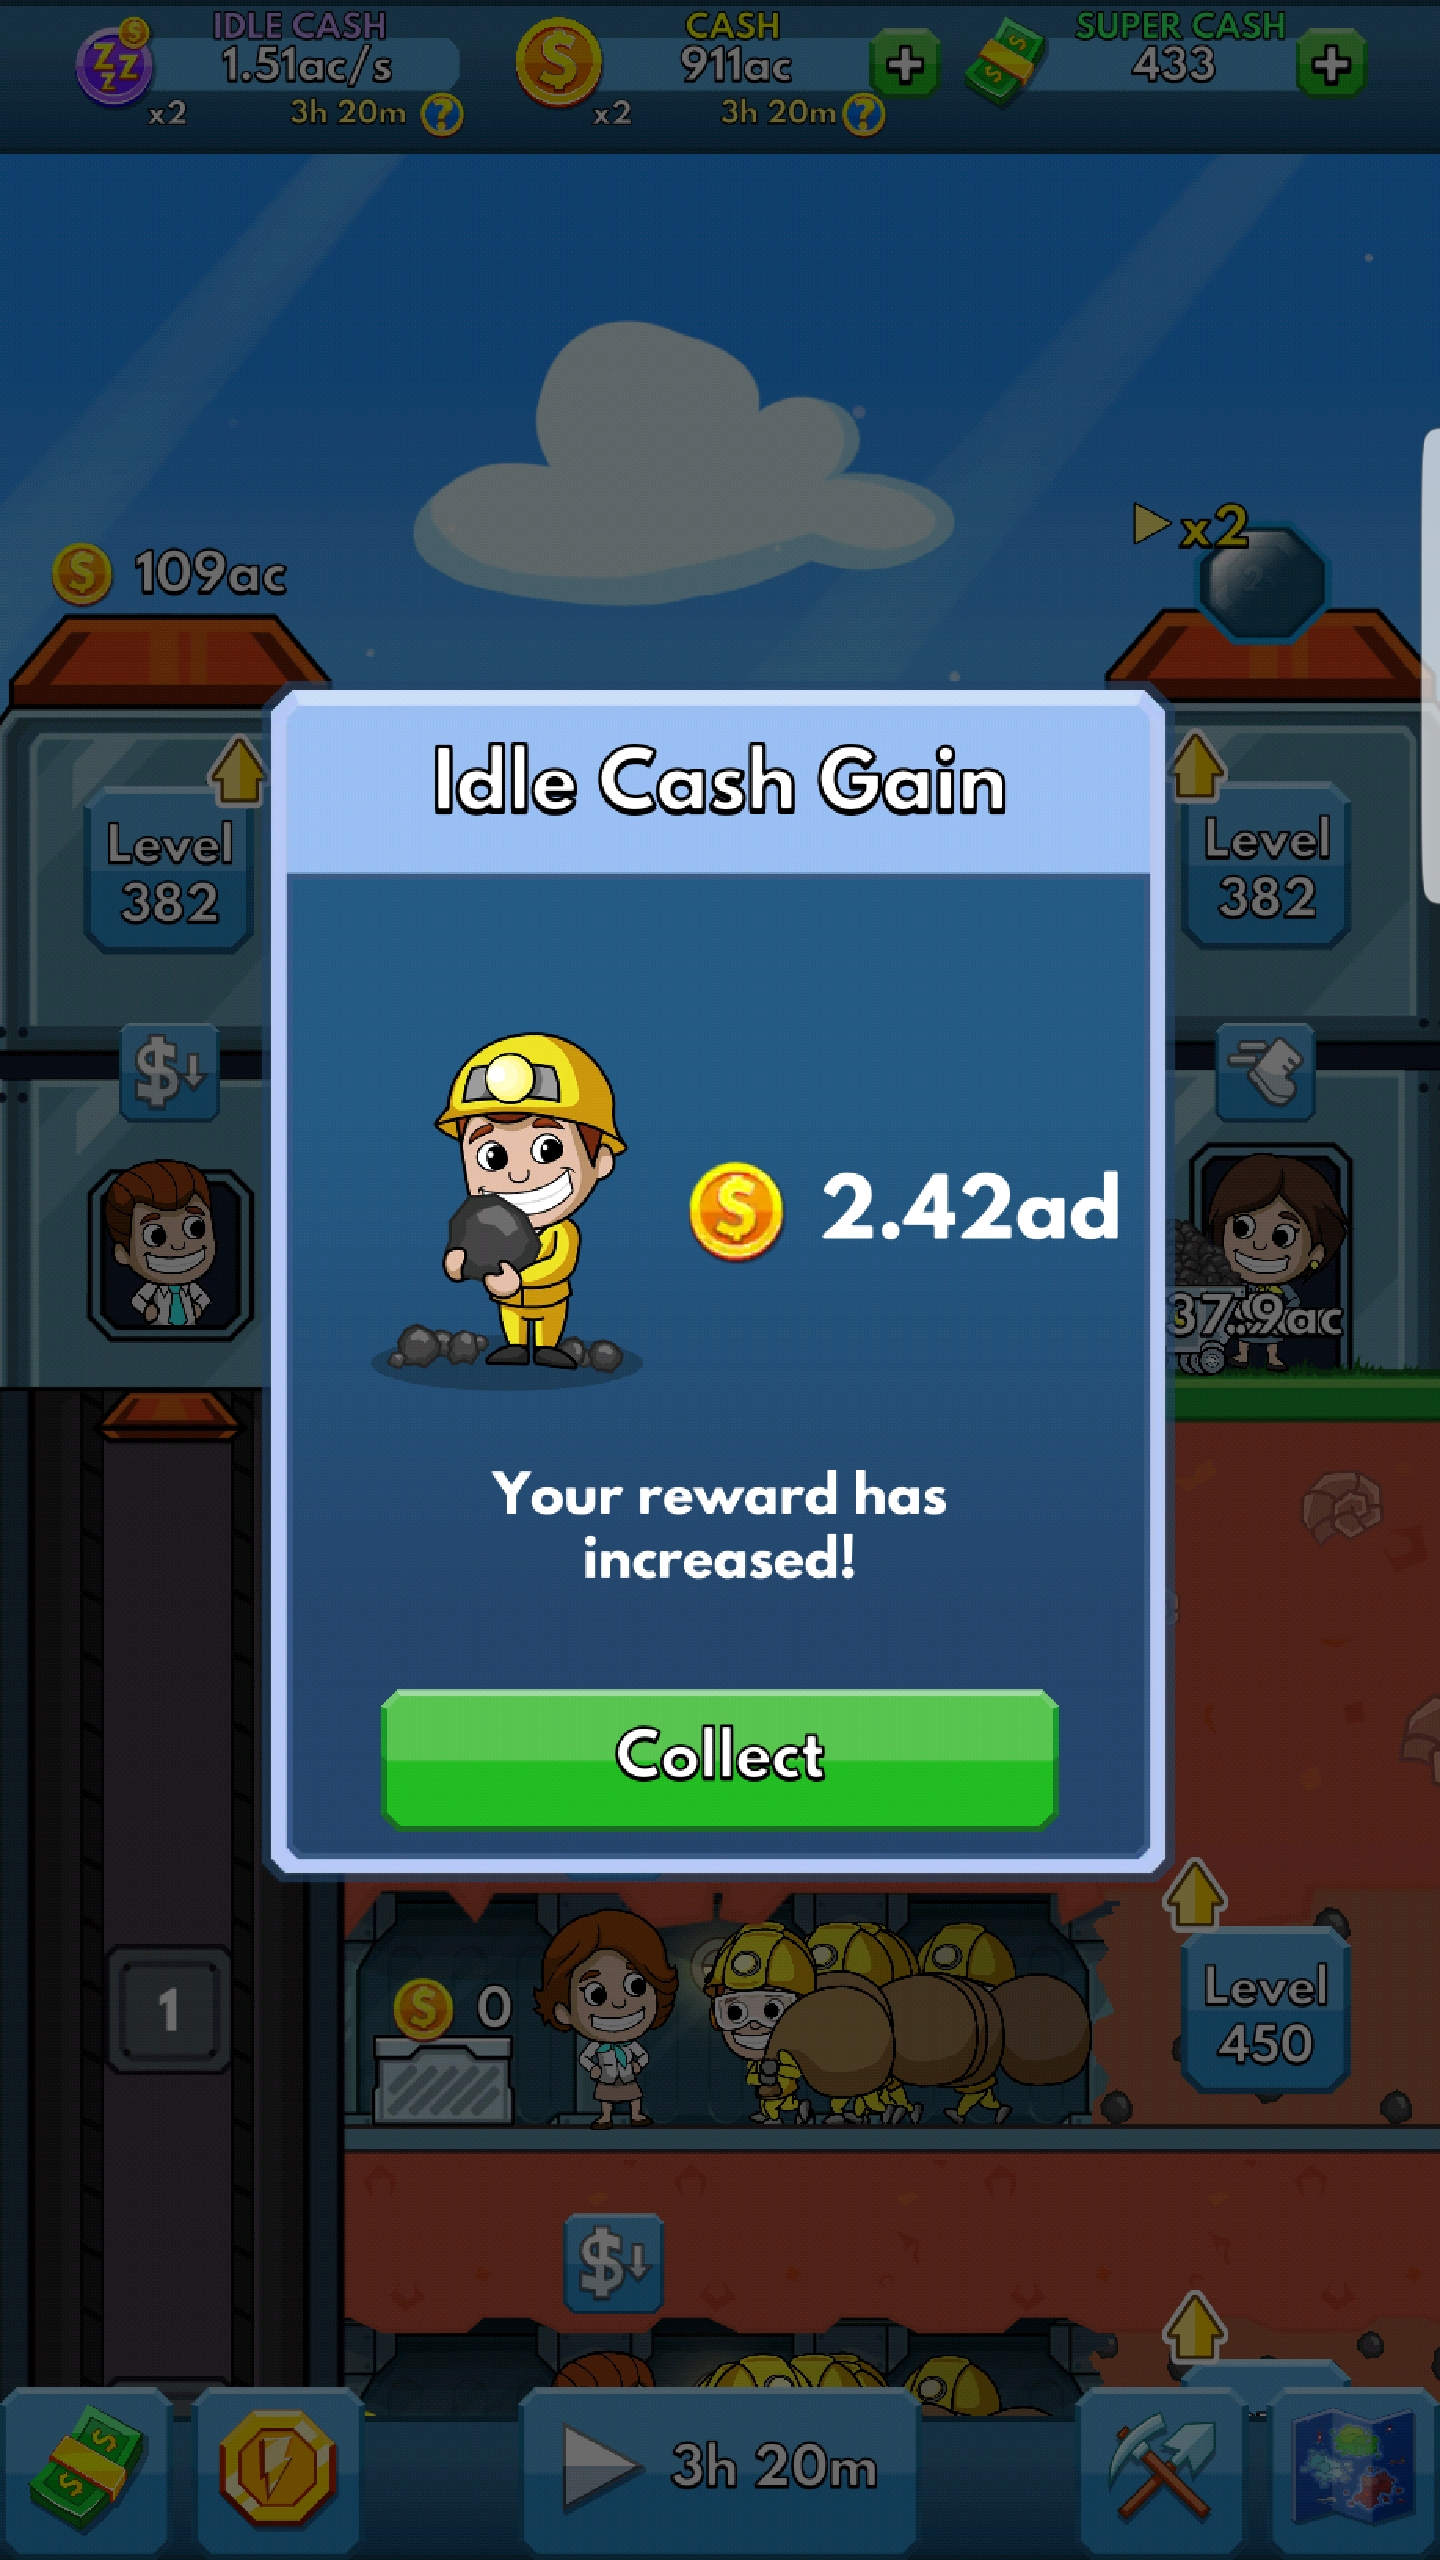 IDLE CASH
1.51ac/s
x2
3h 20m
?
CASH
911ac
x2
3h 20m
?
SUPER CASH
433
109ac
x2
Level
382
Level
382
Idle Cash Gain
2.42ad
37.9ac
Your reward has
increased!
Collect
1
0
Level
450
3h 20m